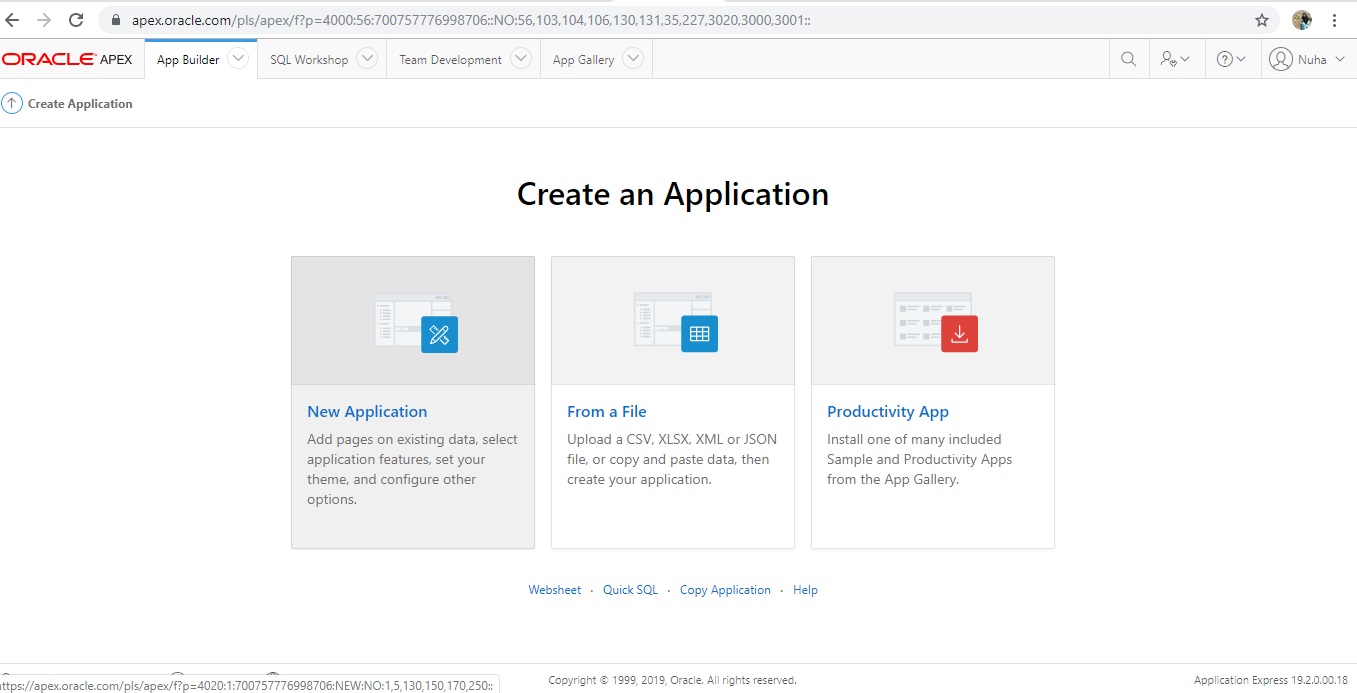 apex.oracle.com/pls/apex/f?p=4000:56:700757776998706::NO:56,103,104,106,130,131,35,227,3020,3000,3001::
ORACLE APEX App Builder SQL Workshop Team Development App Gallery Nuha
Create Application
Create an Application
New Application
Add pages on existing data, select
application features, set your
theme, and configure other
options.
From a File
Upload a CSV, XLSX, XML or JSON
file, or copy and paste data, then
create your application.
Productivity App
Install one of many included
Sample and Productivity Apps
from the App Gallery.
Websheet · Quick SQL · Copy Application · Help
https://apex.oracle.com/pls/apex/f?p=4020:1:700757776998706:NEW:NO:1,5,130,150,170,250::
Copyright © 1999, 2019, Oracle. All rights reserved.
Application Express 19.2.0.00.18